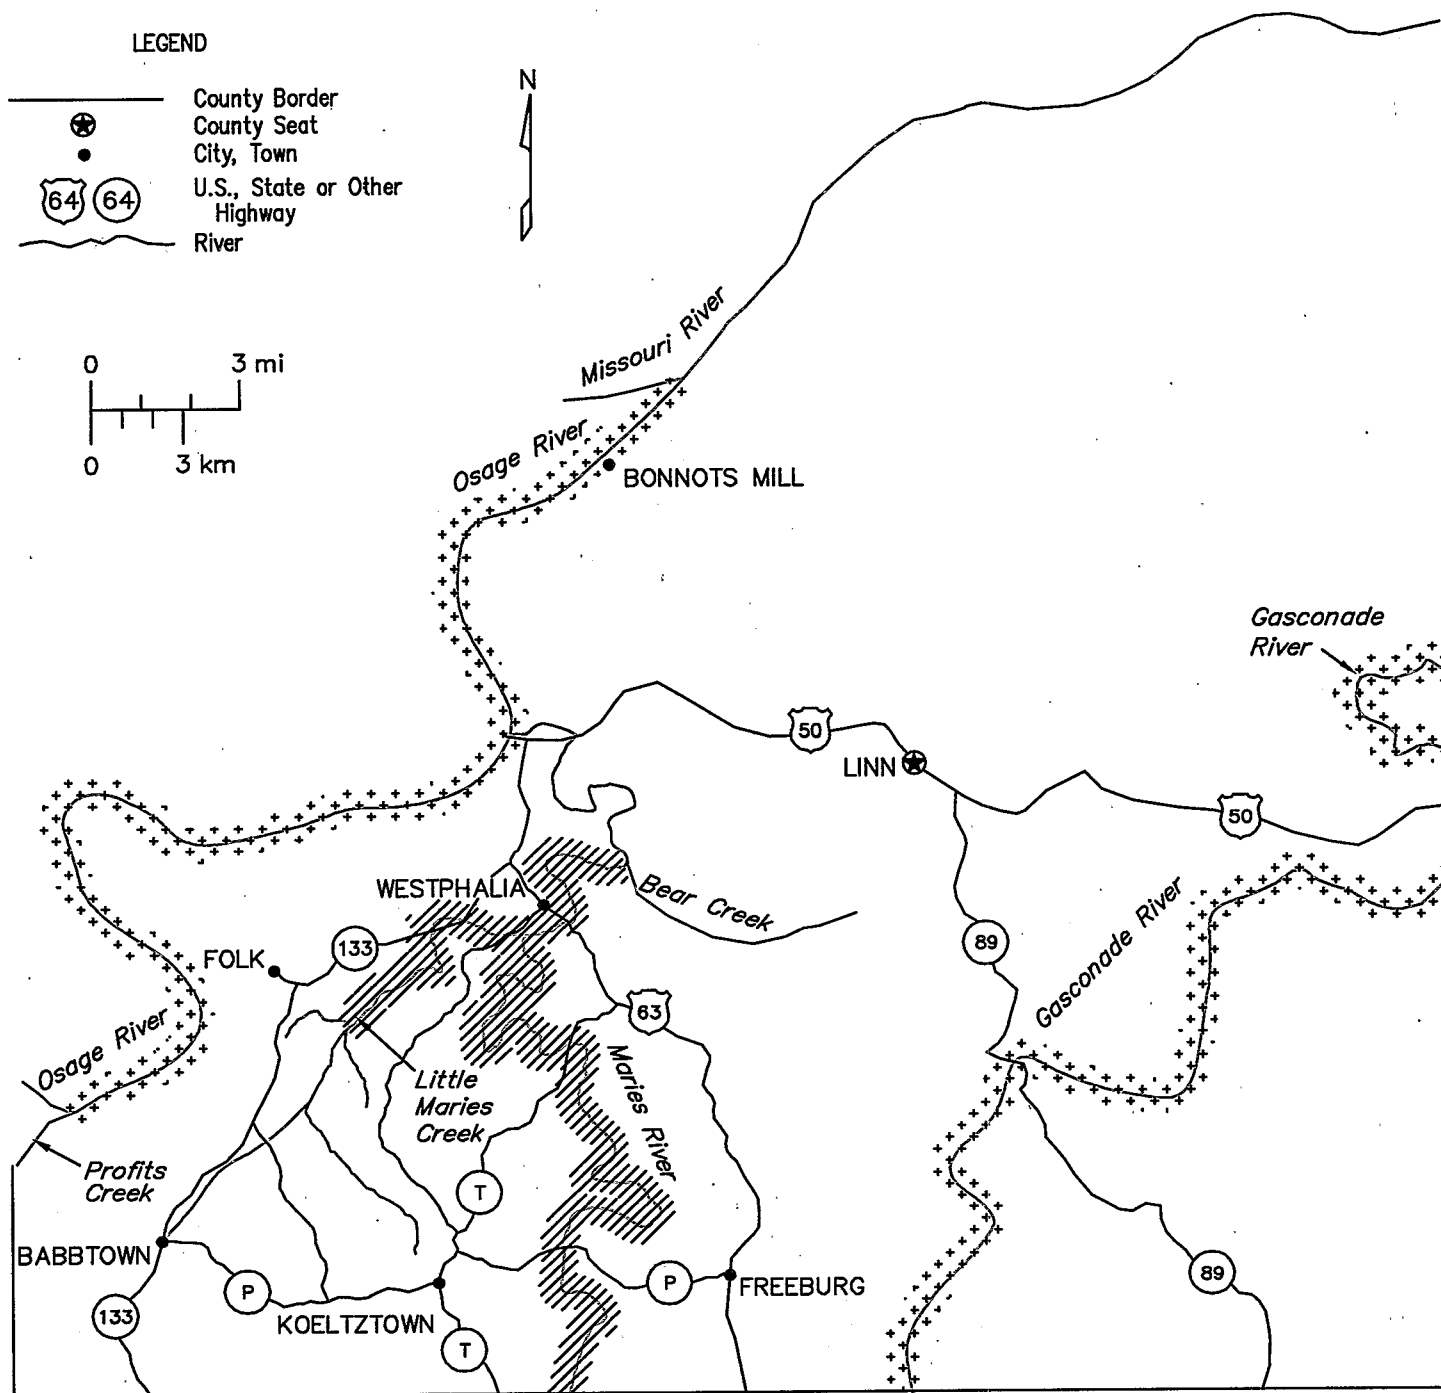 LEGEND
County Border
County Seat
City, Town
64 64 U.S., State or Other
Highway
River
N
0 3 mi
0 3 km
Missouri River
Osage River
BONNOTS MILL
Gasconade
River
50
LINN
50
WESTPHALIA
Bear Creek
133
FOLK
89
Gasconade River
63
Osage River
Little
Maries
Creek
Maries River
Profits
Creek
T
BABBTOWN
P
P
FREEBURG
89
133
KOELTZTOWN
T